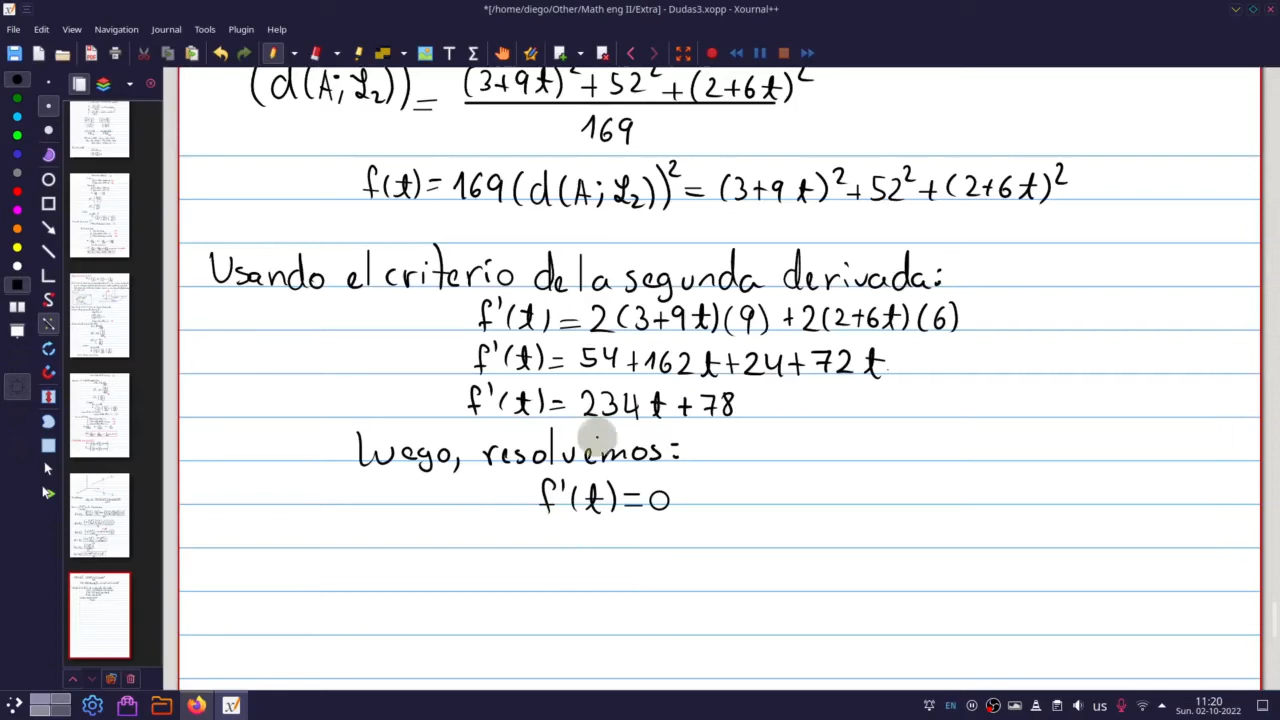 *[/home/diego/Other/Math eng II/Extra] - Dudas3.xopp - Xournal++
File Edit View Navigation Journal Tools Plugin Help
(d(A; ℒ₂)) = (3+9t)² + 52² + (2+6t)²
169
f(t) = 169(d(A; ℒ₂))² = (3+9t)² + 52² + (2+6t)²
Usando el criterio de la segunda derivada:
f'(t) = 2(3+9t)(9) + 2(2+6t)(6)
f'(t) = 54 + 162t + 24 + 72t
f'(t) = 234t + 78
Luego, resolvemos:
f'(t) = 0
EN
US
11:20
Sun. 02-10-2022